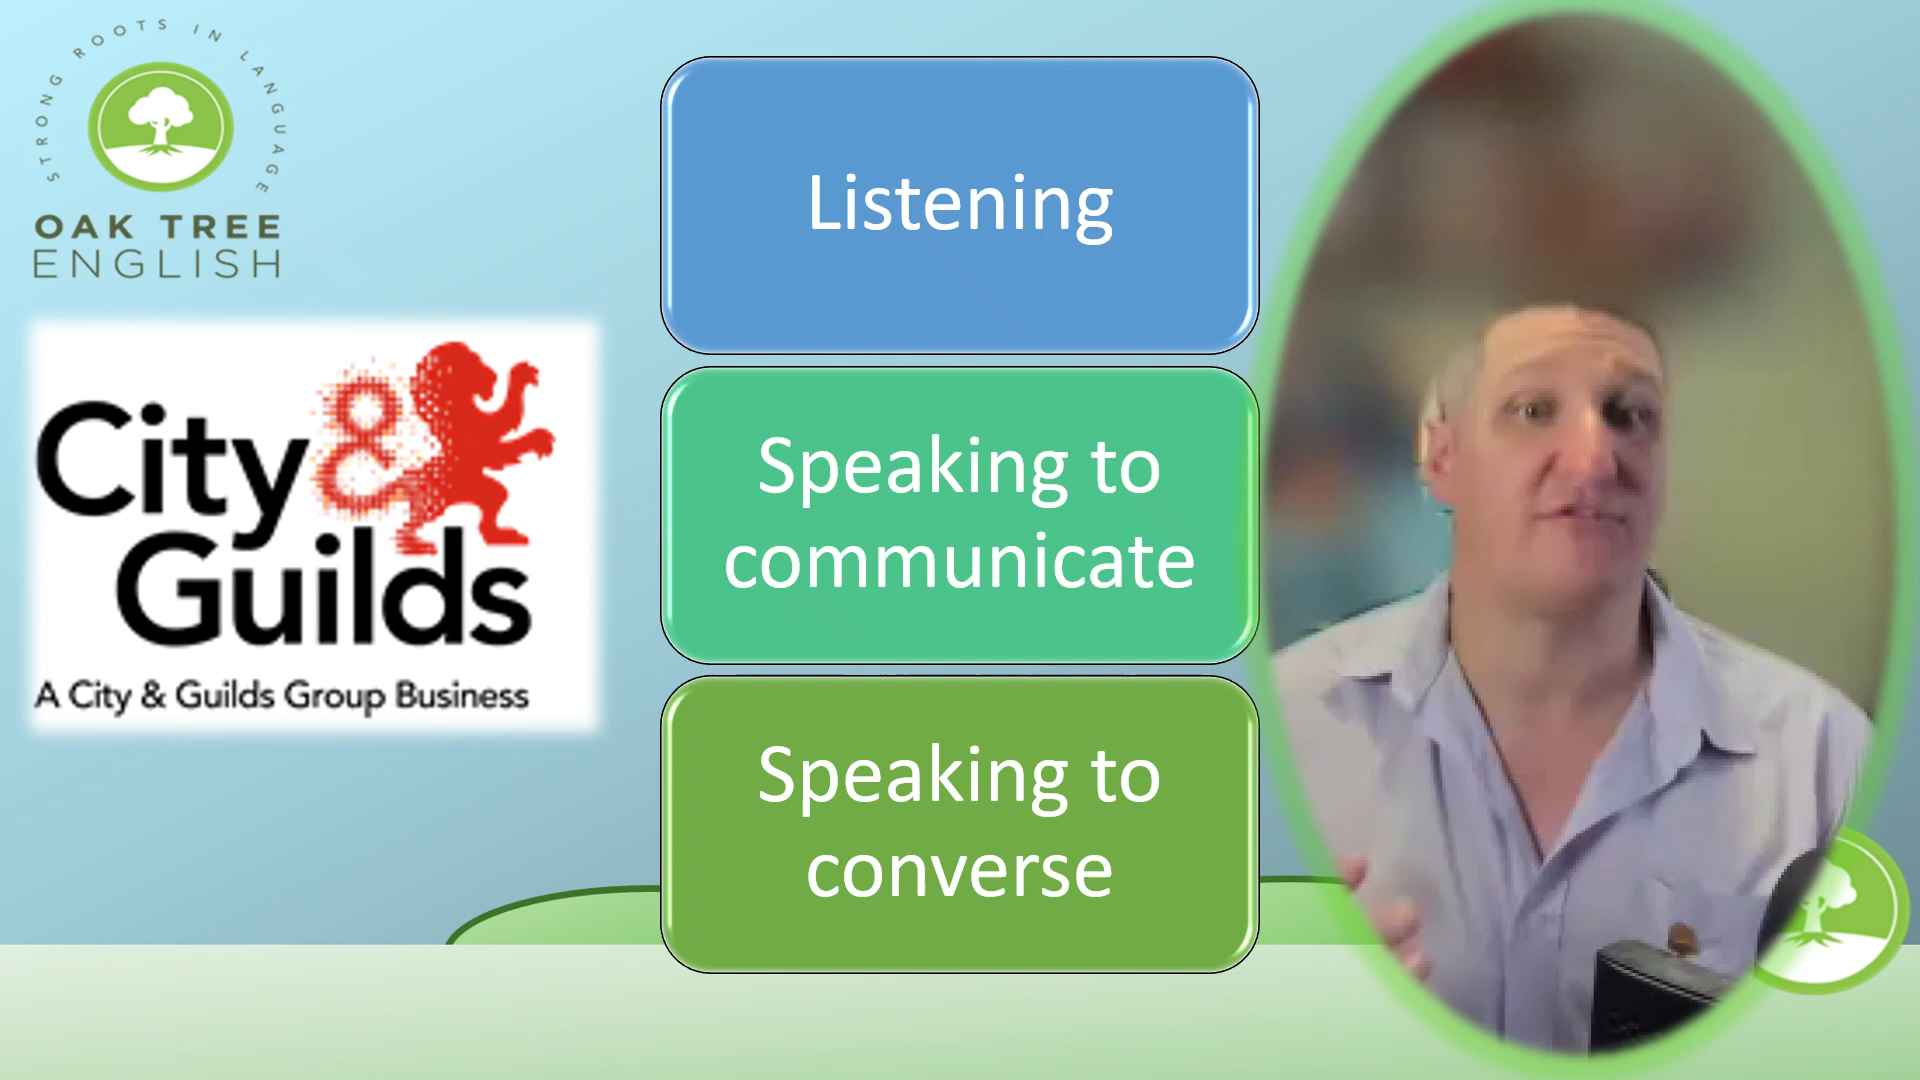 STRONG ROOTS IN LANGUAGE
OAK TREE
ENGLISH
City&
Guilds
A City & Guilds Group Business
Listening
Speaking to
communicate
Speaking to
converse